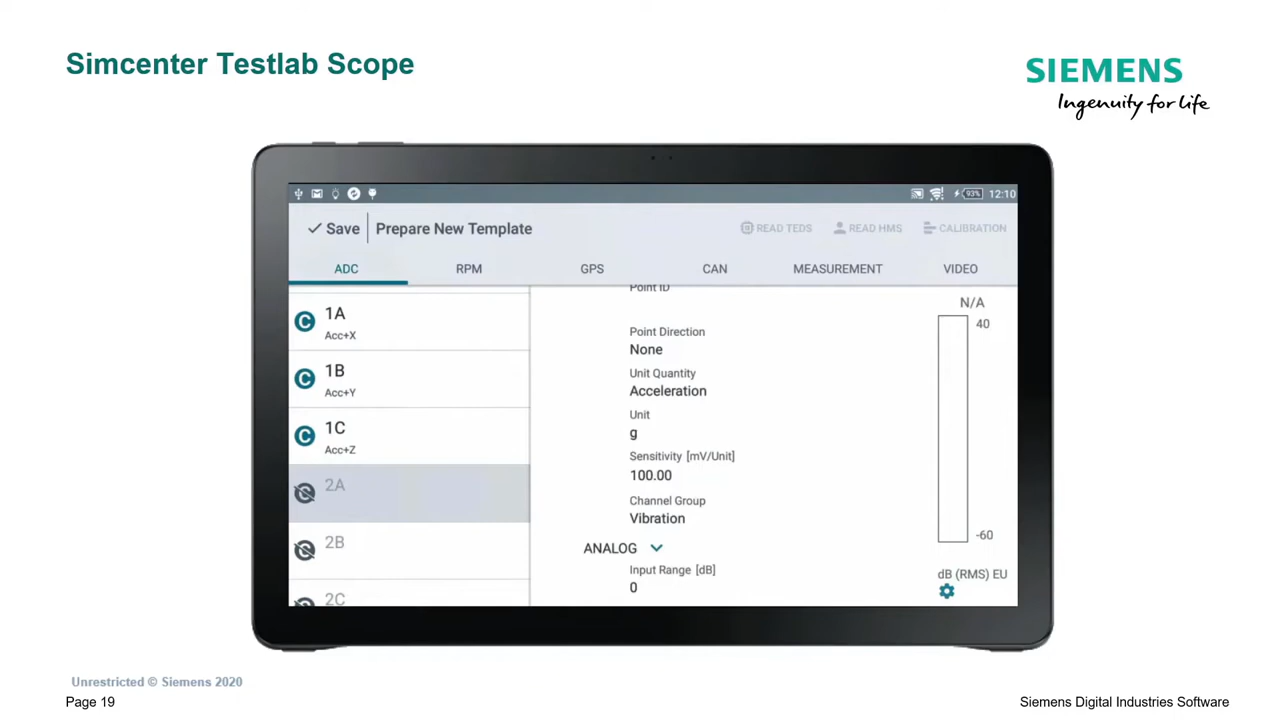 Simcenter Testlab Scope
SIEMENS
Ingenuity for life
93% 12:10
Save | Prepare New Template
READ TEDS READ HMS CALIBRATION
ADC RPM GPS CAN MEASUREMENT VIDEO
1A
Acc+X
1B
Acc+Y
1C
Acc+Z
2A
2B
2C
Point ID
Point Direction
None
Unit Quantity
Acceleration
Unit
g
Sensitivity [mV/Unit]
100.00
Channel Group
Vibration
ANALOG
Input Range [dB]
0
N/A
40
-60
dB (RMS) EU
Unrestricted © Siemens 2020
Page 19
Siemens Digital Industries Software